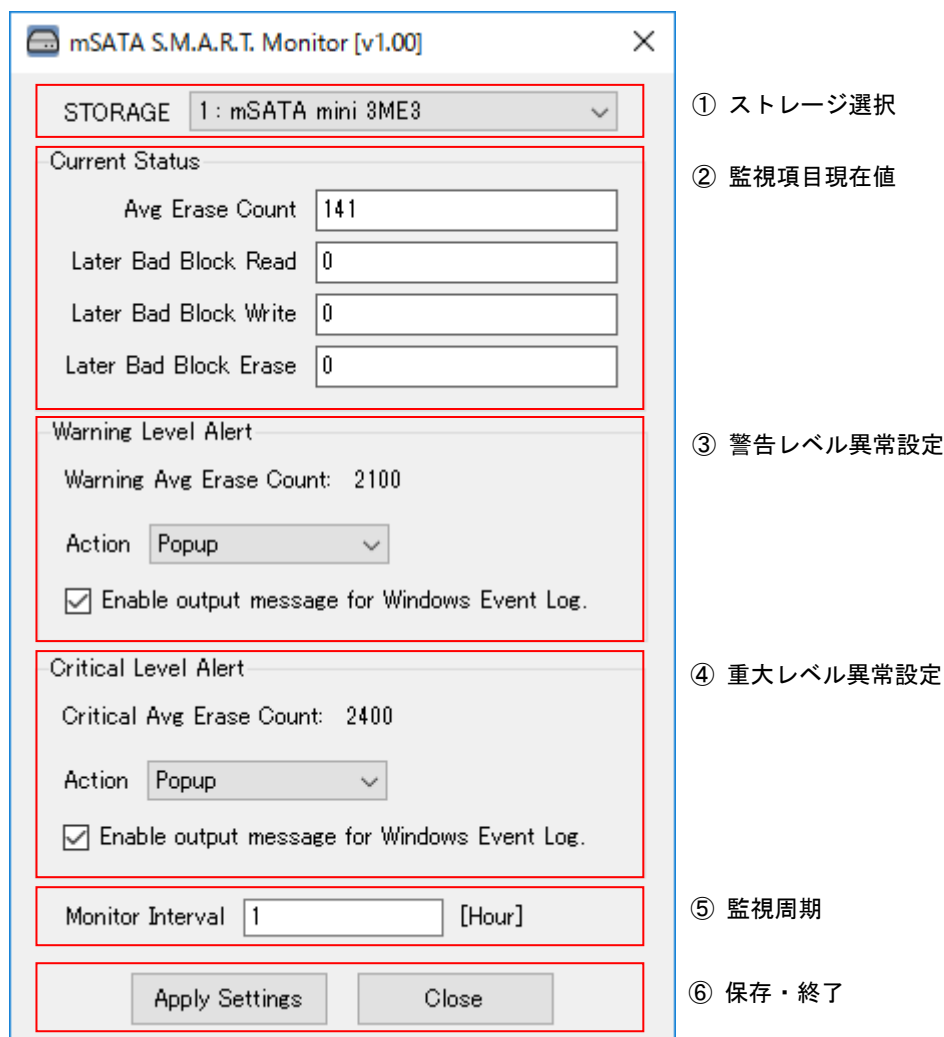 mSATA S.M.A.R.T. Monitor [v1.00]
STORAGE 1 : mSATA mini 3ME3
① ストレージ選択
Current Status
② 監視項目現在値
Avg Erase Count 141
Later Bad Block Read 0
Later Bad Block Write 0
Later Bad Block Erase 0
Warning Level Alert
③ 警告レベル異常設定
Warning Avg Erase Count: 2100
Action Popup
Enable output message for Windows Event Log.
Critical Level Alert
④ 重大レベル異常設定
Critical Avg Erase Count: 2400
Action Popup
Enable output message for Windows Event Log.
Monitor Interval 1 [Hour]
⑤ 監視周期
Apply Settings Close
⑥ 保存・終了